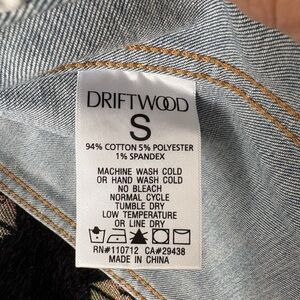 DRIFTWOOD
S
94% COTTON 5% POLYESTER
1% SPANDEX
MACHINE WASH COLD
OR HAND WASH COLD
NO BLEACH
NORMAL CYCLE
TUMBLE DRY
LOW TEMPERATURE
OR LINE DRY
RN#110712 CA#29438
MADE IN CHINA